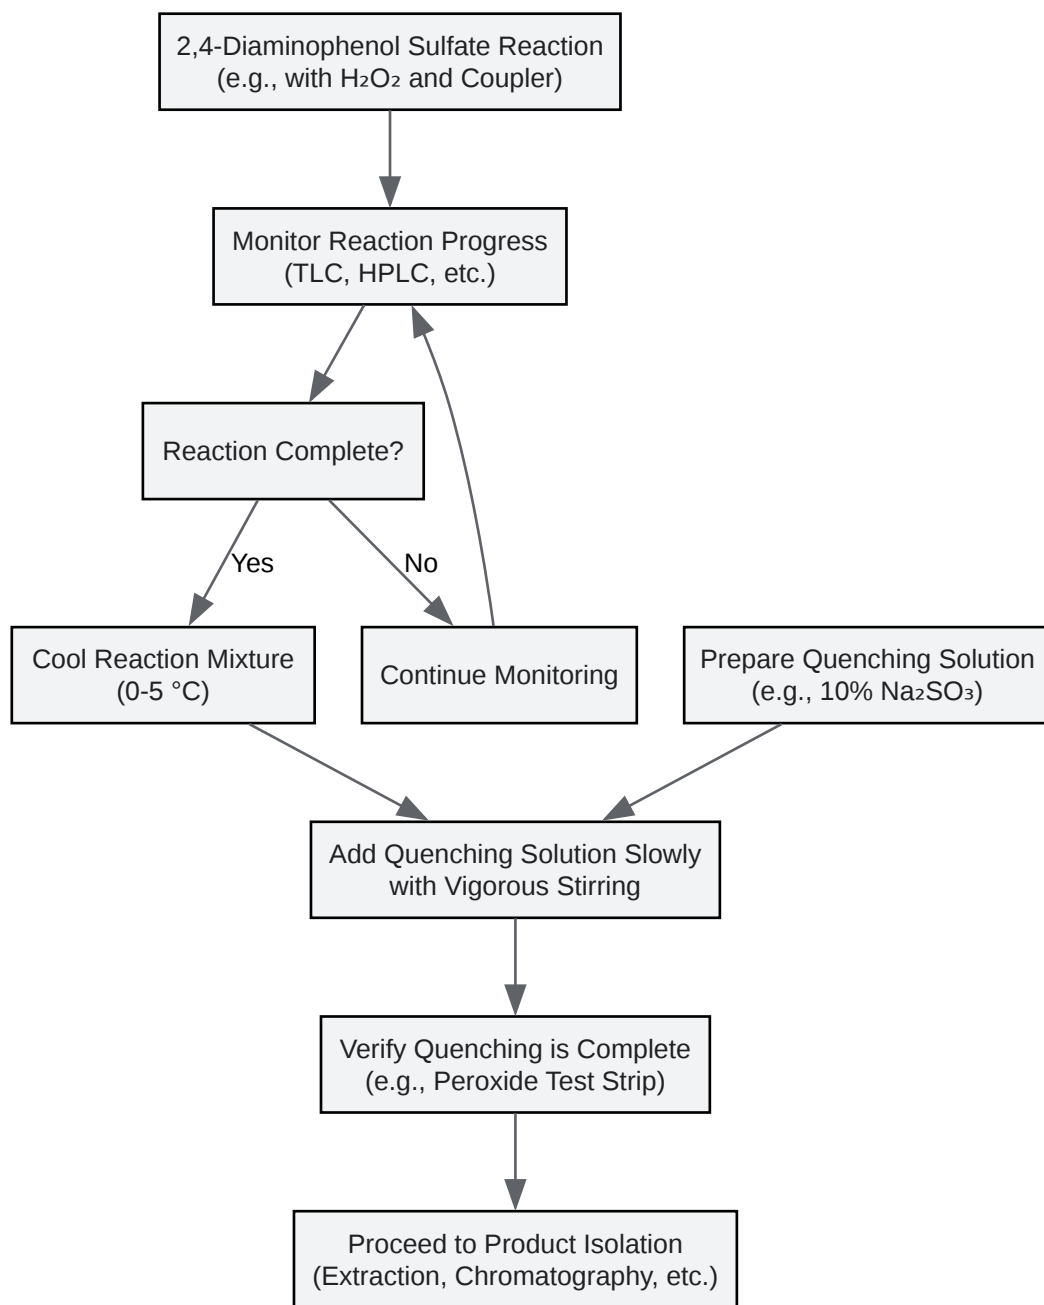 2,4-Diaminophenol Sulfate Reaction
(e.g., with H₂O₂ and Coupler)
Monitor Reaction Progress
(TLC, HPLC, etc.)
Reaction Complete?
Yes
No
Cool Reaction Mixture
(0-5 °C)
Continue Monitoring
Prepare Quenching Solution
(e.g., 10% Na₂SO₃)
Add Quenching Solution Slowly
with Vigorous Stirring
Verify Quenching is Complete
(e.g., Peroxide Test Strip)
Proceed to Product Isolation
(Extraction, Chromatography, etc.)